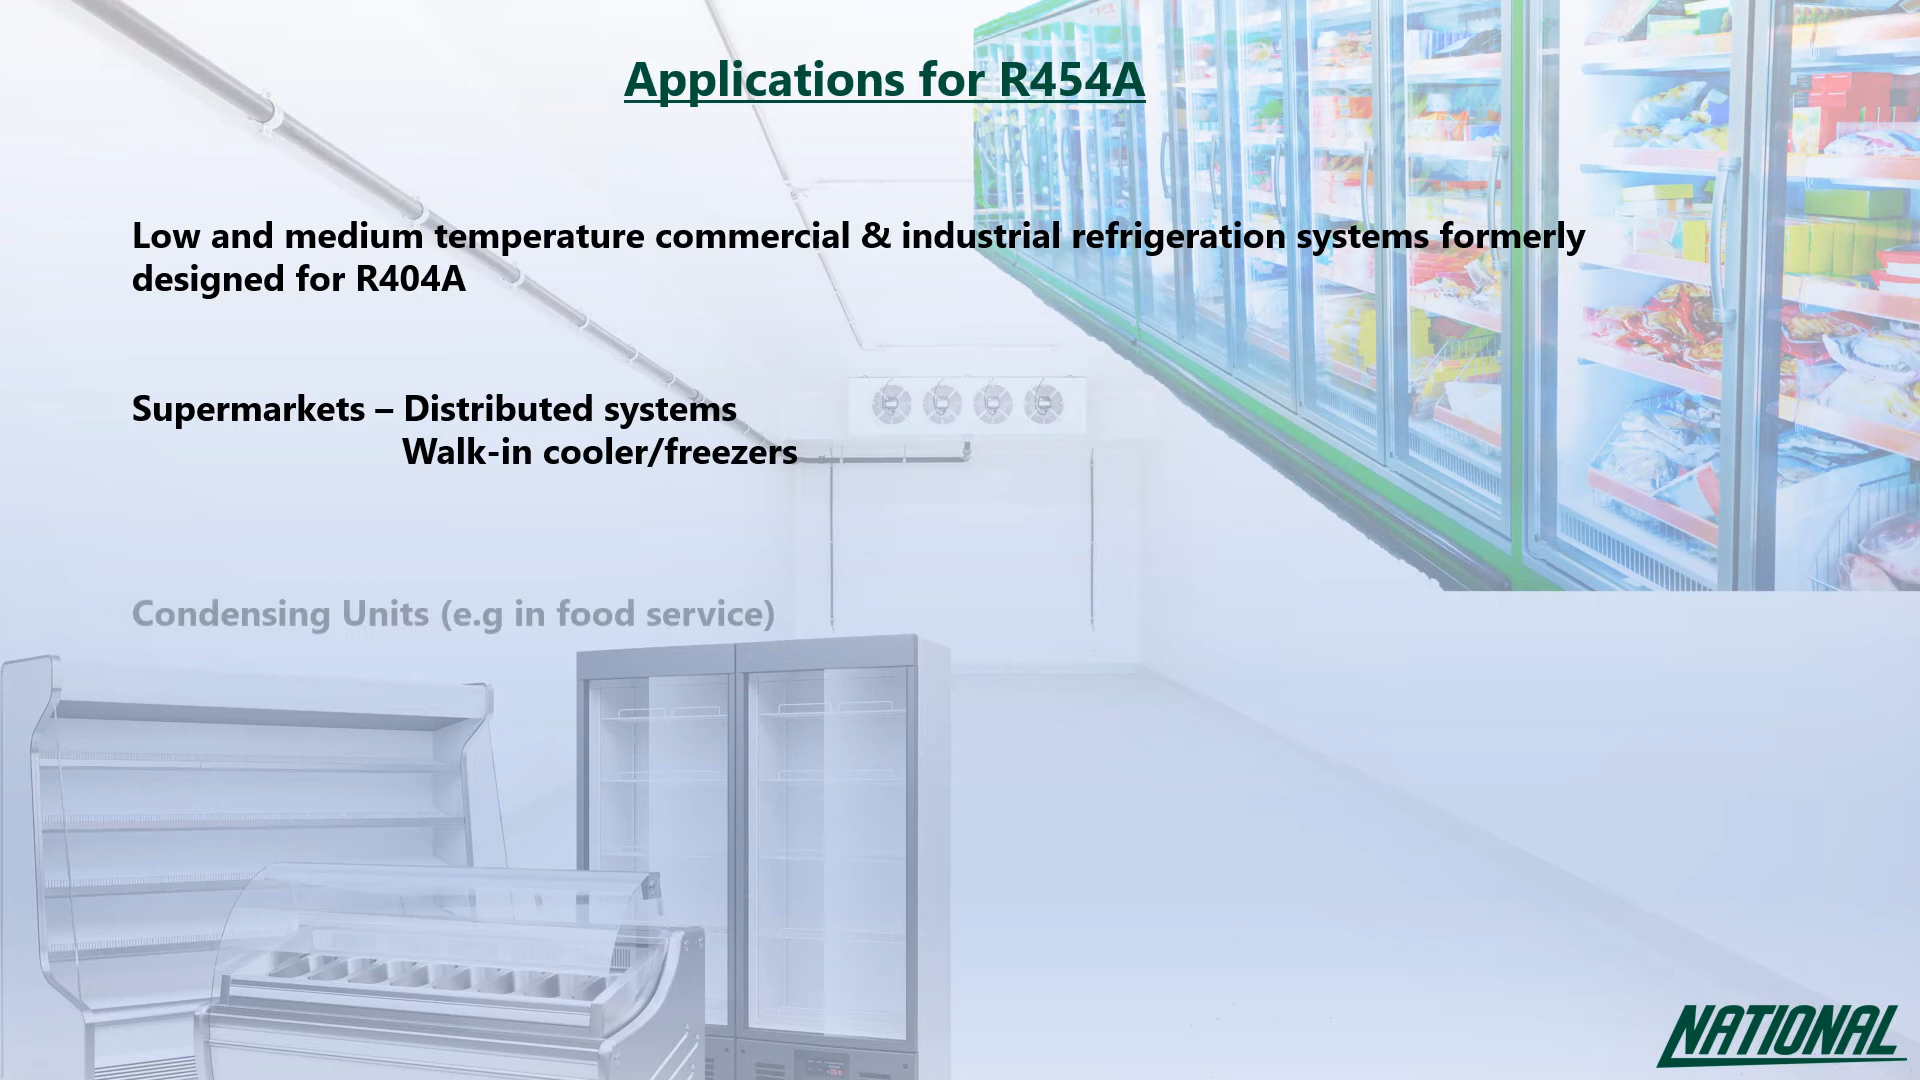 Applications for R454A
Low and medium temperature commercial & industrial refrigeration systems formerly
designed for R404A
Supermarkets – Distributed systems
Walk-in cooler/freezers
Condensing Units (e.g in food service)
NATIONAL